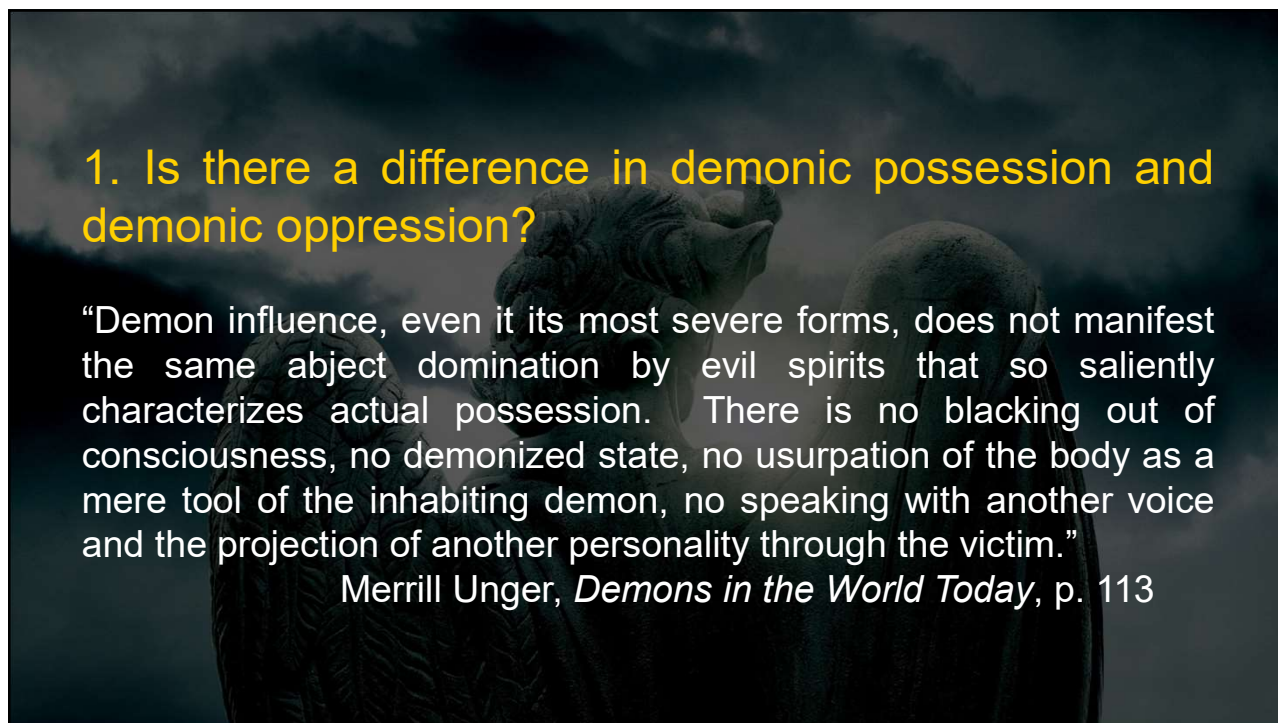 1. Is there a difference in demonic possession and
demonic oppression?
“Demon influence, even it its most severe forms, does not manifest
the same abject domination by evil spirits that so saliently
characterizes actual possession.  There is no blacking out of
consciousness, no demonized state, no usurpation of the body as a
mere tool of the inhabiting demon, no speaking with another voice
and the projection of another personality through the victim.”
Merrill Unger, Demons in the World Today, p. 113